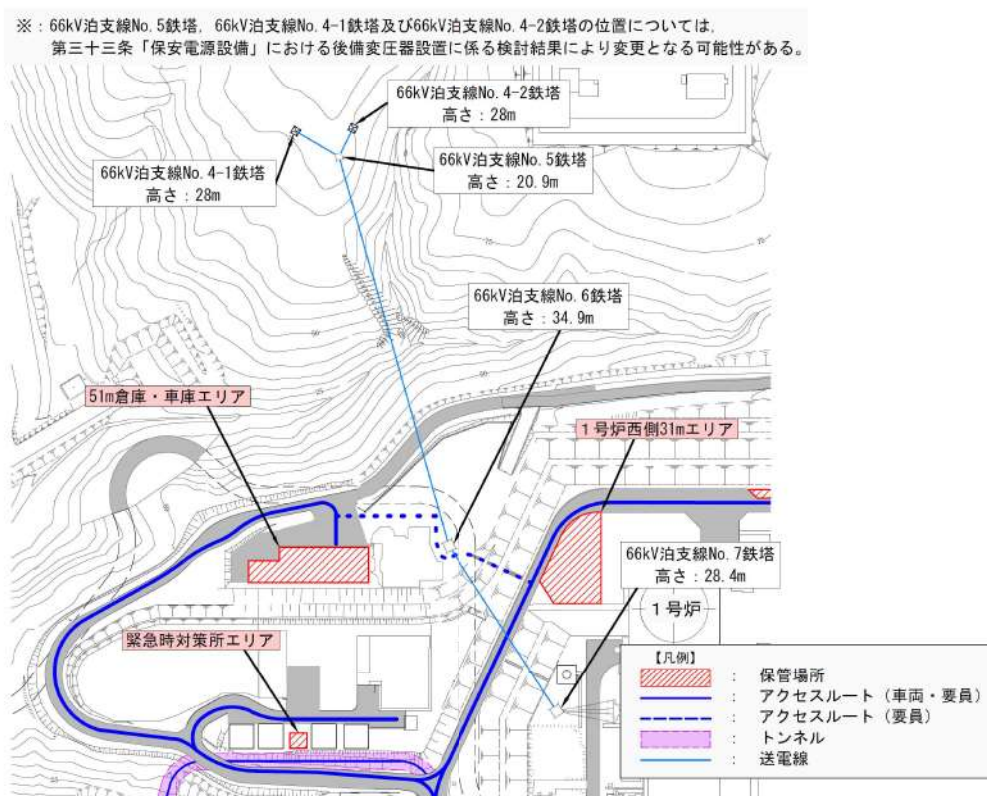 ※：66kV泊支線No.5鉄塔，66kV泊支線No.4-1鉄塔及び66kV泊支線No.4-2鉄塔の位置については，
第三十三条「保安電源設備」における後備変圧器設置に係る検討結果により変更となる可能性がある。
66kV泊支線No.4-2鉄塔
高さ：28m
66kV泊支線No.5鉄塔
高さ：20.9m
66kV泊支線No.4-1鉄塔
高さ：28m
66kV泊支線No.6鉄塔
高さ：34.9m
51m倉庫・車庫エリア
1号炉西側31mエリア
66kV泊支線No.7鉄塔
高さ：28.4m
1号炉
緊急時対策所エリア
【凡例】
：保管場所
：アクセスルート（車両・要員）
：アクセスルート（要員）
：トンネル
：送電線